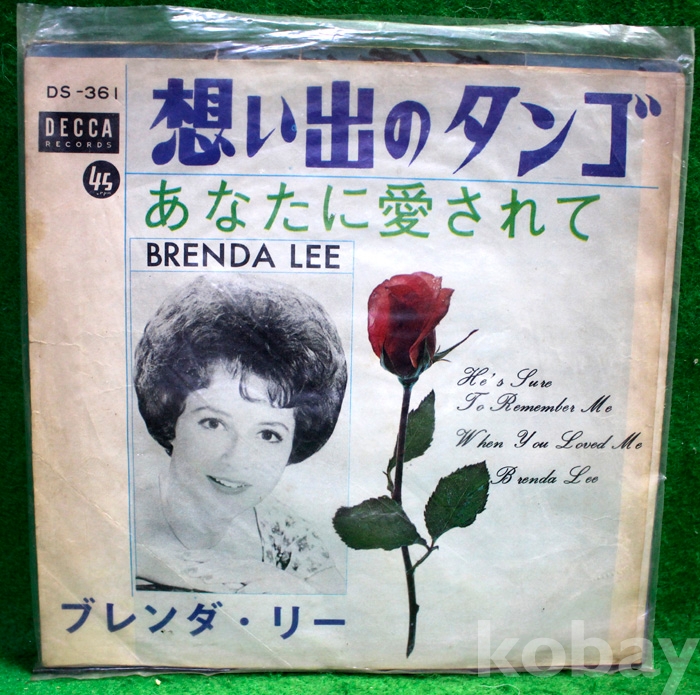 DS-361
DECCA
RECORDS
45
想い出のタンゴ
あなたに愛されて
BRENDA LEE
He's Sure
To Remember Me
When You Loved Me
Brenda Lee
ブレンダ・リー
kobay